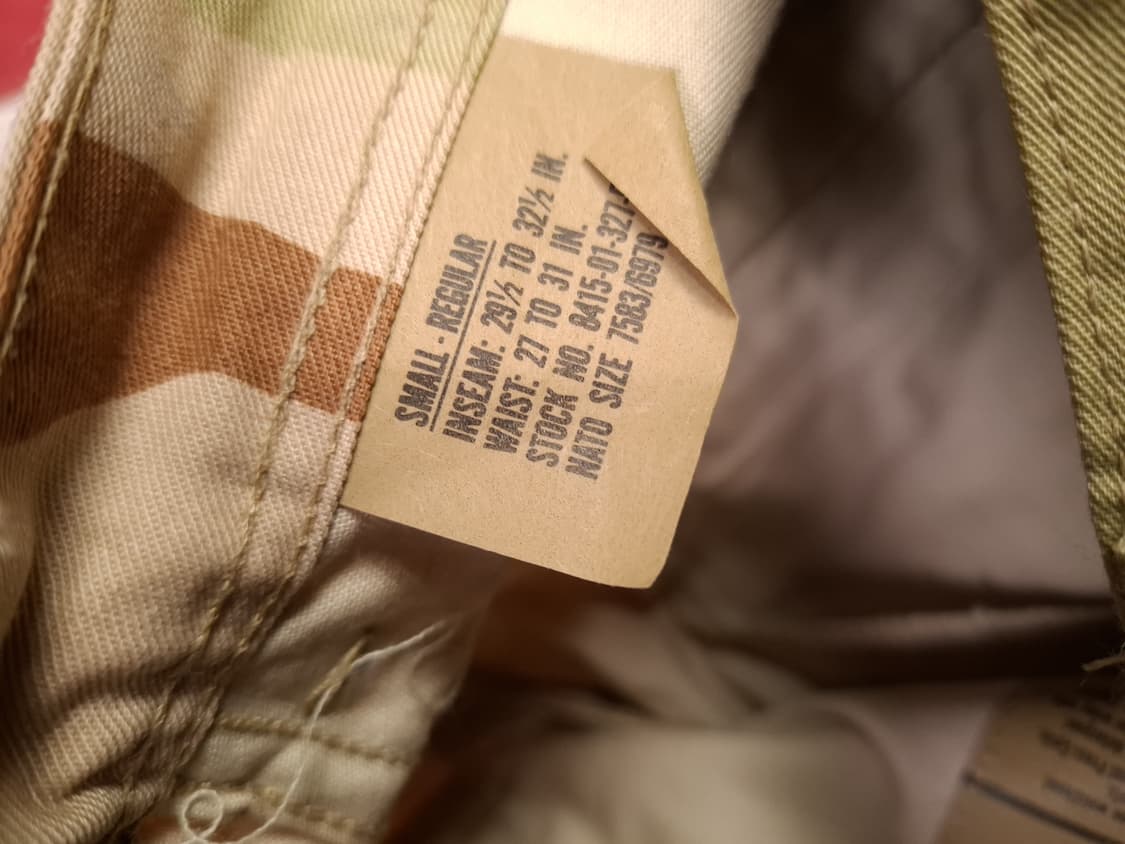 SMALL - REGULAR
INSEAM: 29½ TO 32½ IN.
WAIST: 27 TO 31 IN.
STOCK NO. 8415-01-327-
NATO SIZE 7583/6979